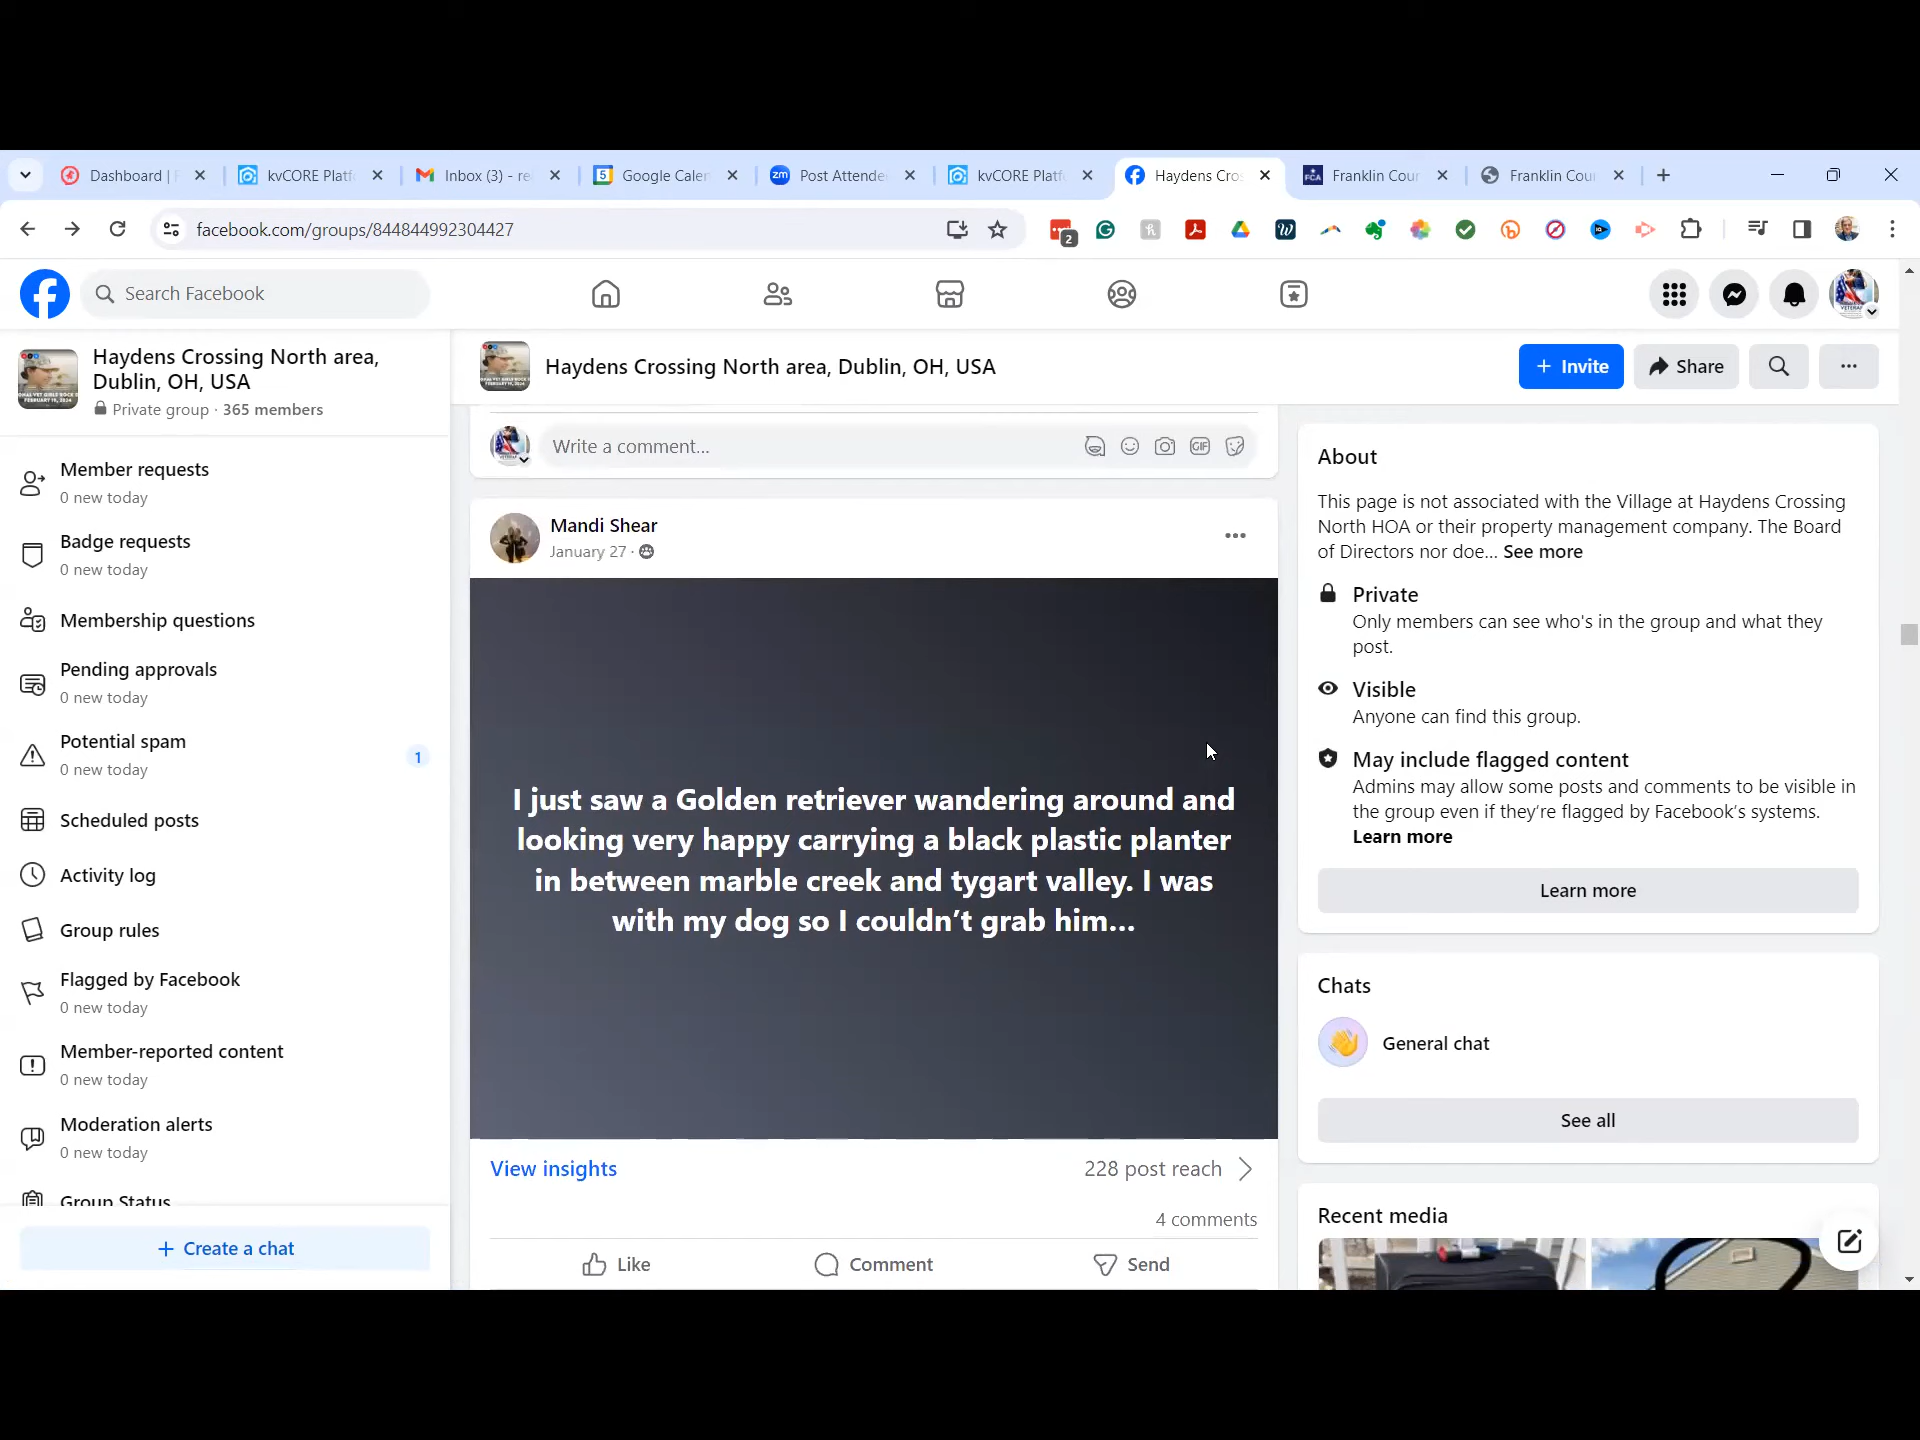 Dashboard |
kvCORE Platf
Inbox (3) - re
5
Google Calen
zm
Post Attende
kvCORE Platf
Haydens Cros
FCA
Franklin Cour
Franklin Cour
facebook.com/groups/844844992304427
2
Search Facebook
Haydens Crossing North area,
Dublin, OH, USA
Private group · 365 members
Haydens Crossing North area, Dublin, OH, USA
+ Invite
Share
Member requests
0 new today
Badge requests
0 new today
Membership questions
Pending approvals
0 new today
Potential spam
0 new today
1
Scheduled posts
Activity log
Group rules
Flagged by Facebook
0 new today
Member-reported content
0 new today
Moderation alerts
0 new today
Group Status
+ Create a chat
Write a comment...
GIF
Mandi Shear
January 27 ·
I just saw a Golden retriever wandering around and
looking very happy carrying a black plastic planter
in between marble creek and tygart valley. I was
with my dog so I couldn’t grab him...
View insights
228 post reach
4 comments
Like
Comment
Send
About
This page is not associated with the Village at Haydens Crossing
North HOA or their property management company. The Board
of Directors nor doe... See more
Private
Only members can see who's in the group and what they
post.
Visible
Anyone can find this group.
May include flagged content
Admins may allow some posts and comments to be visible in
the group even if they’re flagged by Facebook’s systems.
Learn more
Learn more
Chats
General chat
See all
Recent media